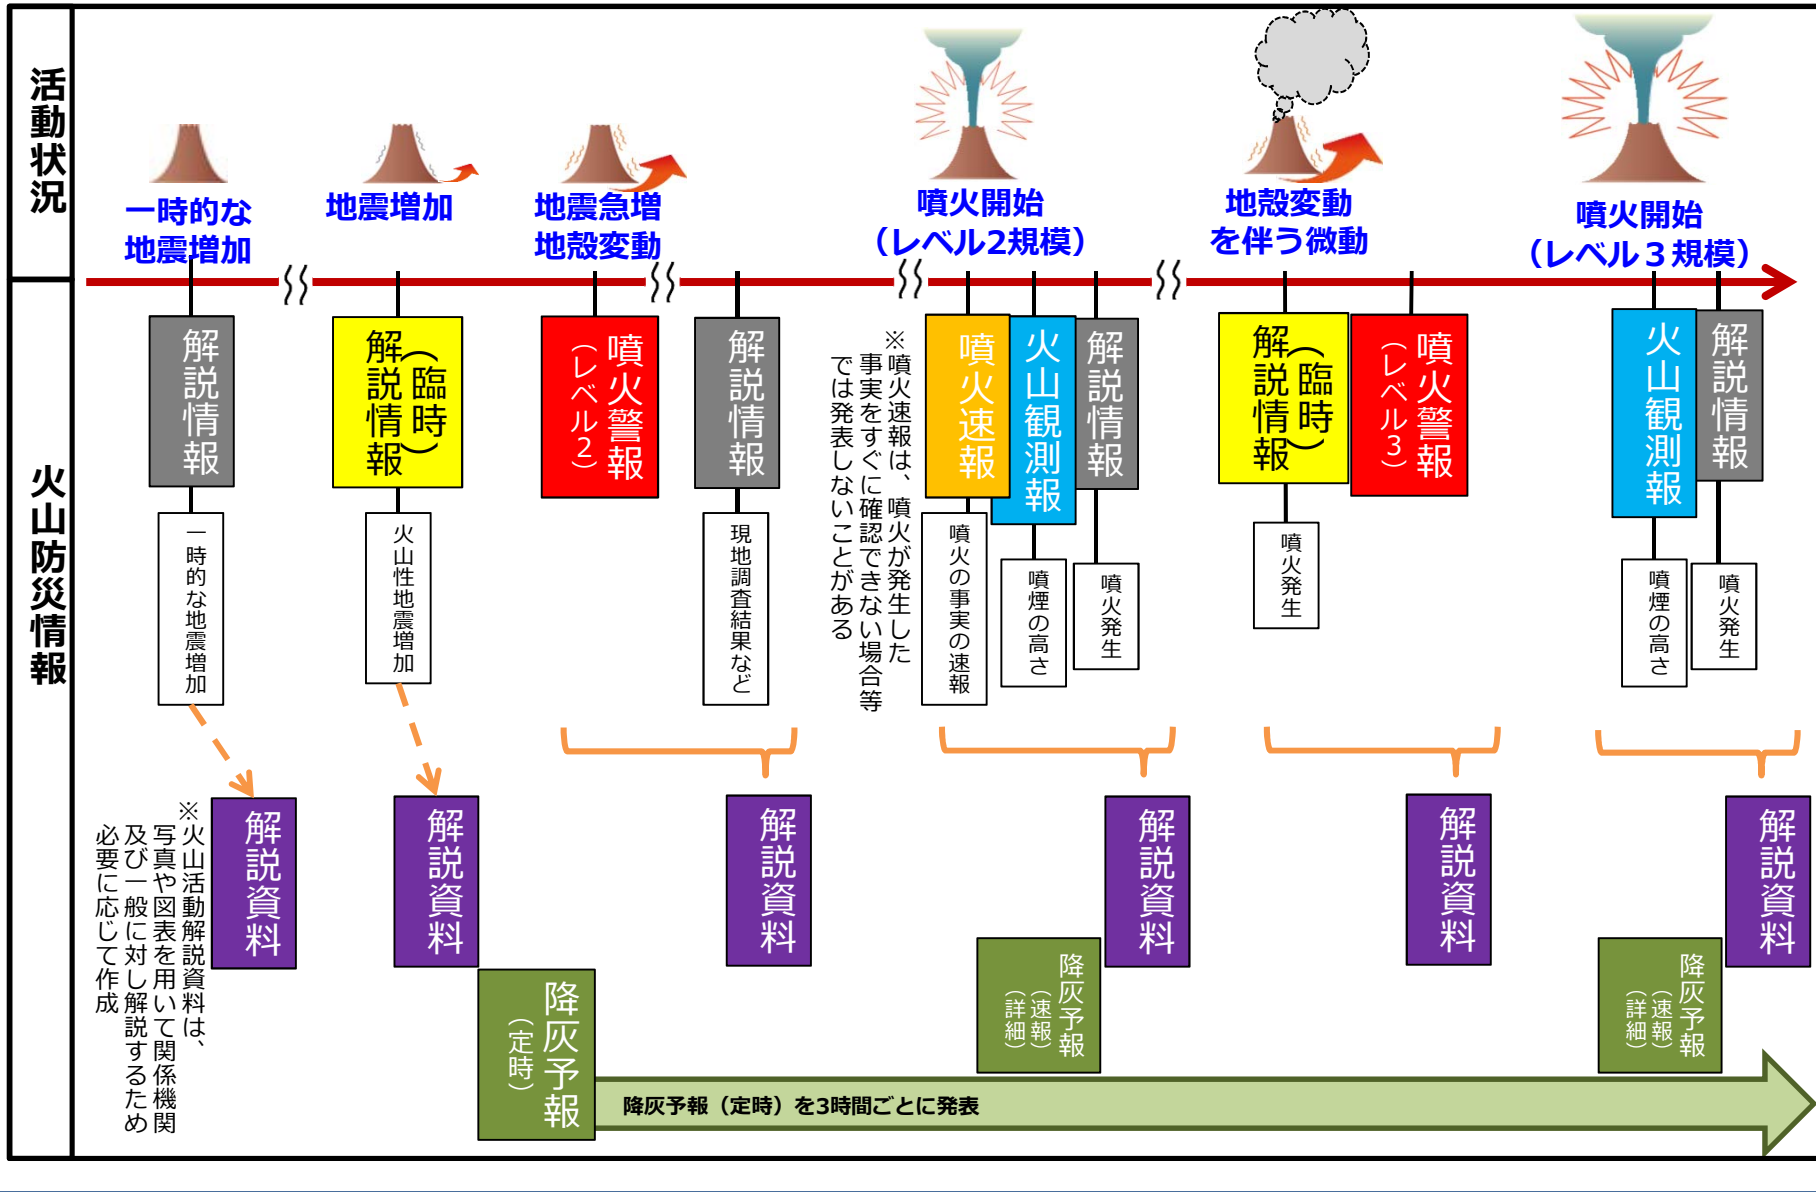 活動状況
一時的な
地震増加
地震増加
地震急増
地殻変動
噴火開始
（レベル2規模）
地殻変動
を伴う微動
噴火開始
（レベル３規模）
火山防災情報
解説情報
一時的な地震増加
解説情報
（臨時）
火山性地震増加
噴火警報
（レベル２）
解説情報
現地調査結果など
※噴火速報は、噴火が発生した
事実をすぐに確認できない場合等
では発表しないことがある
噴火速報
噴火の事実の速報
火山観測報
噴煙の高さ
解説情報
噴火発生
解説情報
（臨時）
噴火発生
噴火警報
（レベル３）
火山観測報
噴煙の高さ
解説情報
噴火発生
※火山活動解説資料は、
写真や図表を用いて関係機関
及び一般に対し解説するため
必要に応じて作成
解説資料
解説資料
解説資料
解説資料
解説資料
解説資料
降灰予報
（定時）
降灰予報
（速報）
（詳細）
降灰予報
（速報）
（詳細）
降灰予報（定時）を3時間ごとに発表